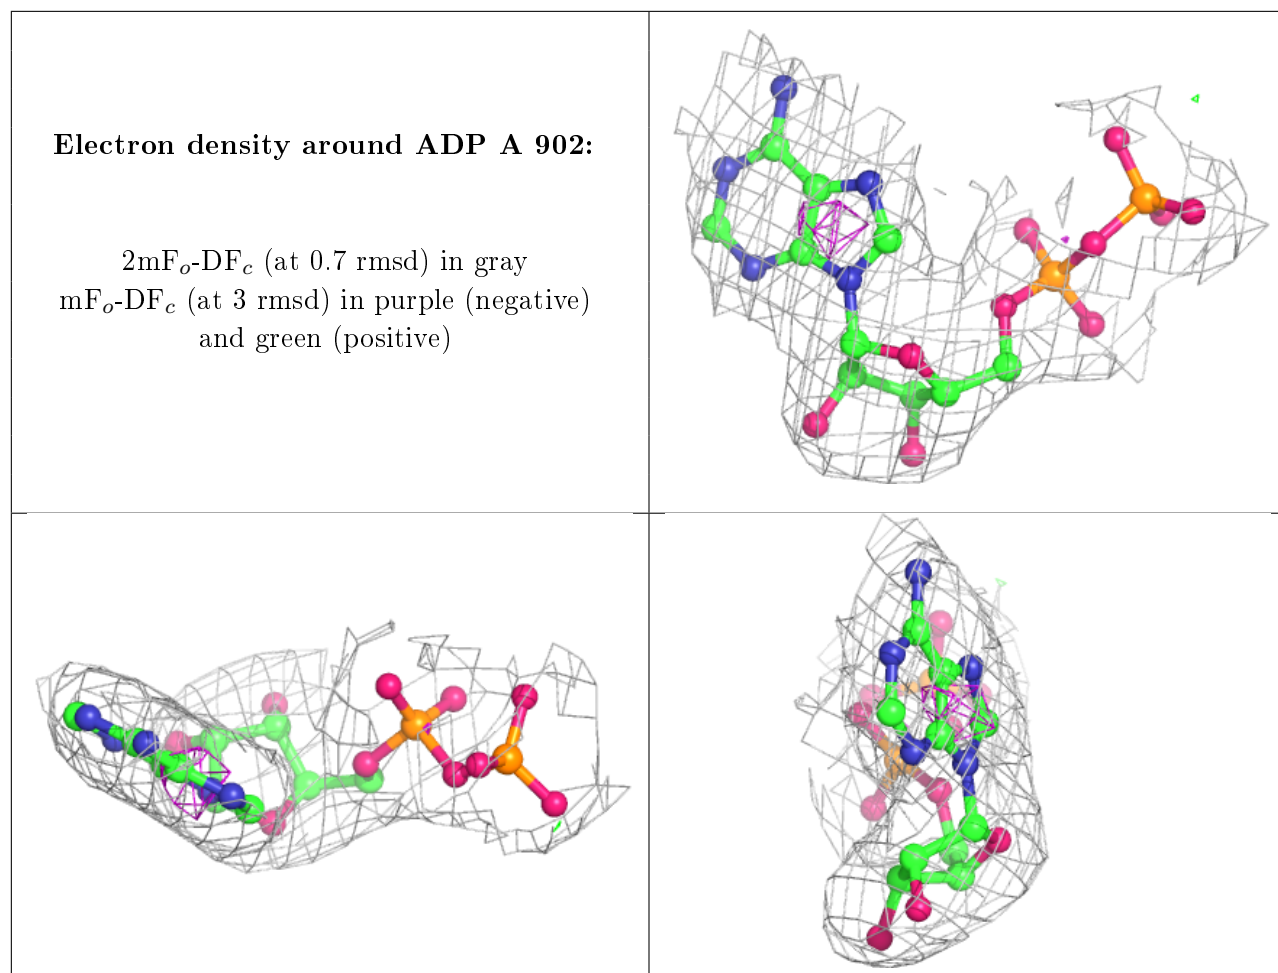 Electron density around ADP A 902:
2mFo-DFc (at 0.7 rmsd) in gray
mFo-DFc (at 3 rmsd) in purple (negative)
and green (positive)